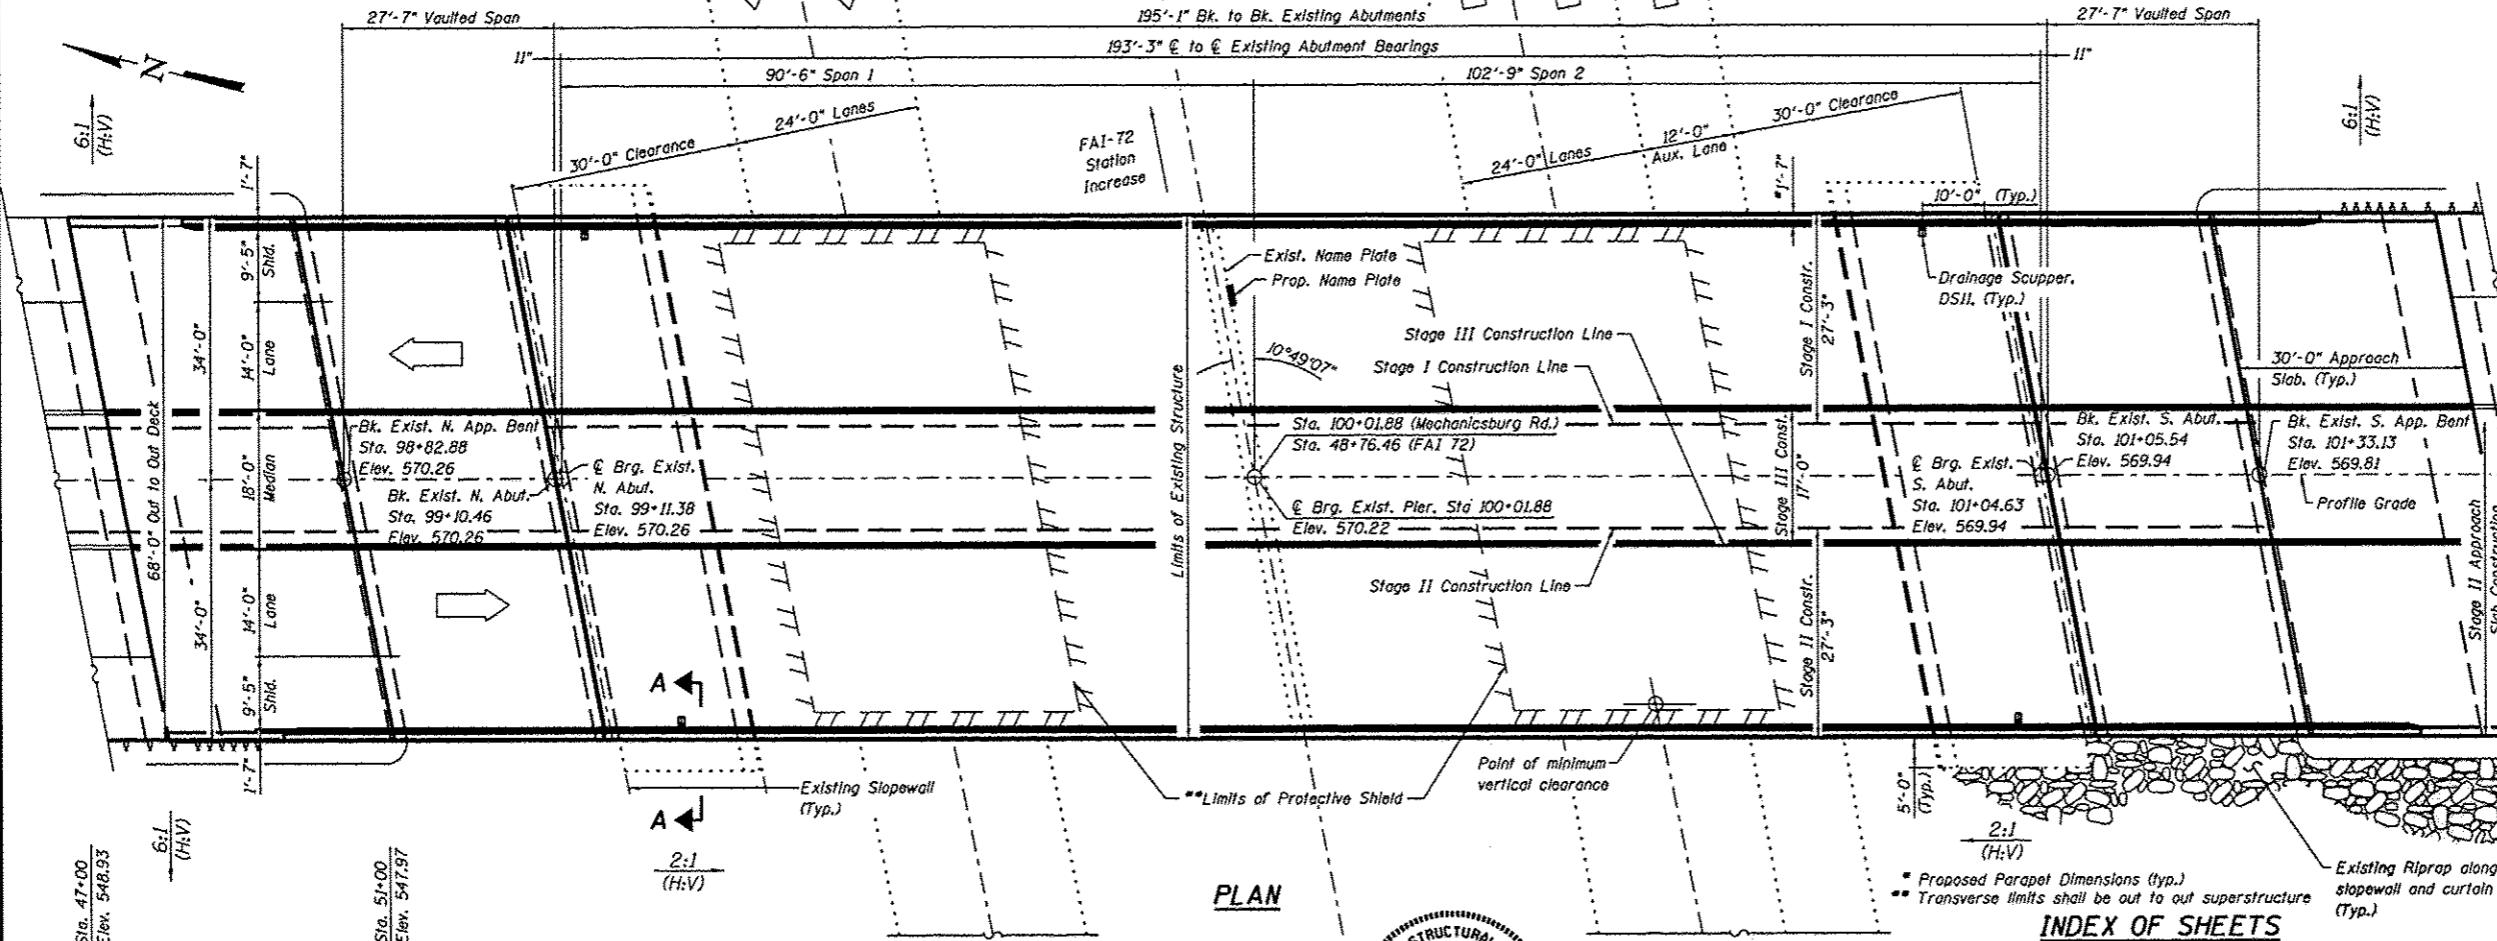 27'-7" Vaulted Span
195'-1" Bk. to Bk. Existing Abutments
27'-7" Vaulted Span
N
11"
193'-3" ℄ to ℄ Existing Abutment Bearings
11"
90'-6" Span 1
102'-9" Span 2
6:1
(H:V)
30'-0" Clearance
24'-0" Lanes
FAI-72
Station
Increase
24'-0" Lanes
12'-0"
Aux. Lane
30'-0" Clearance
6:1
(H:V)
1'-7"
*1'-7"
10'-0" (Typ.)
9'-5"
Shld.
34'-0"
14'-0"
Lane
68'-0" Out to Out Deck
18'-0"
Median
34'-0"
14'-0"
Lane
9'-5"
Shld.
1'-7"
Exist. Name Plate
Prop. Name Plate
Limits of Existing Structure
10°49'07"
Stage III Construction Line
Stage I Construction Line
Stage I Constr.
27'-3"
Drainage Scupper,
DS11, (Typ.)
30'-0" Approach
Slab, (Typ.)
Bk. Exist. N. App. Bent
Sta. 98+82.88
Elev. 570.26
Bk. Exist. N. Abut.
Sta. 99+10.46
Elev. 570.26
℄ Brg. Exist.
N. Abut.
Sta. 99+11.38
Elev. 570.26
Sta. 100+01.88 (Mechanicsburg Rd.)
Sta. 48+76.46 (FAI 72)
℄ Brg. Exist. Pier, Sta 100+01.88
Elev. 570.22
Stage III Const.
17'-0"
℄ Brg. Exist.
S. Abut.
Sta. 101+04.63
Elev. 569.94
Bk. Exist. S. Abut.
Sta. 101+05.54
Elev. 569.94
Bk. Exist. S. App. Bent
Sta. 101+33.13
Elev. 569.81
Profile Grade
Stage II Construction Line
Stage II Constr.
27'-3"
Stage II Approach
Slab Construction
A
A
Existing Slopewall
(Typ.)
**Limits of Protective Shield
Point of minimum
vertical clearance
5'-0"
(Typ.)
6:1
(H:V)
2:1
(H:V)
2:1
(H:V)
Sta. 47+00
Elev. 548.93
Sta. 51+00
Elev. 547.97
PLAN
* Proposed Parapet Dimensions (typ.)
** Transverse limits shall be out to out superstructure
Existing Riprap along
slopewall and curtain
(Typ.)
STRUCTURAL
INDEX OF SHEETS